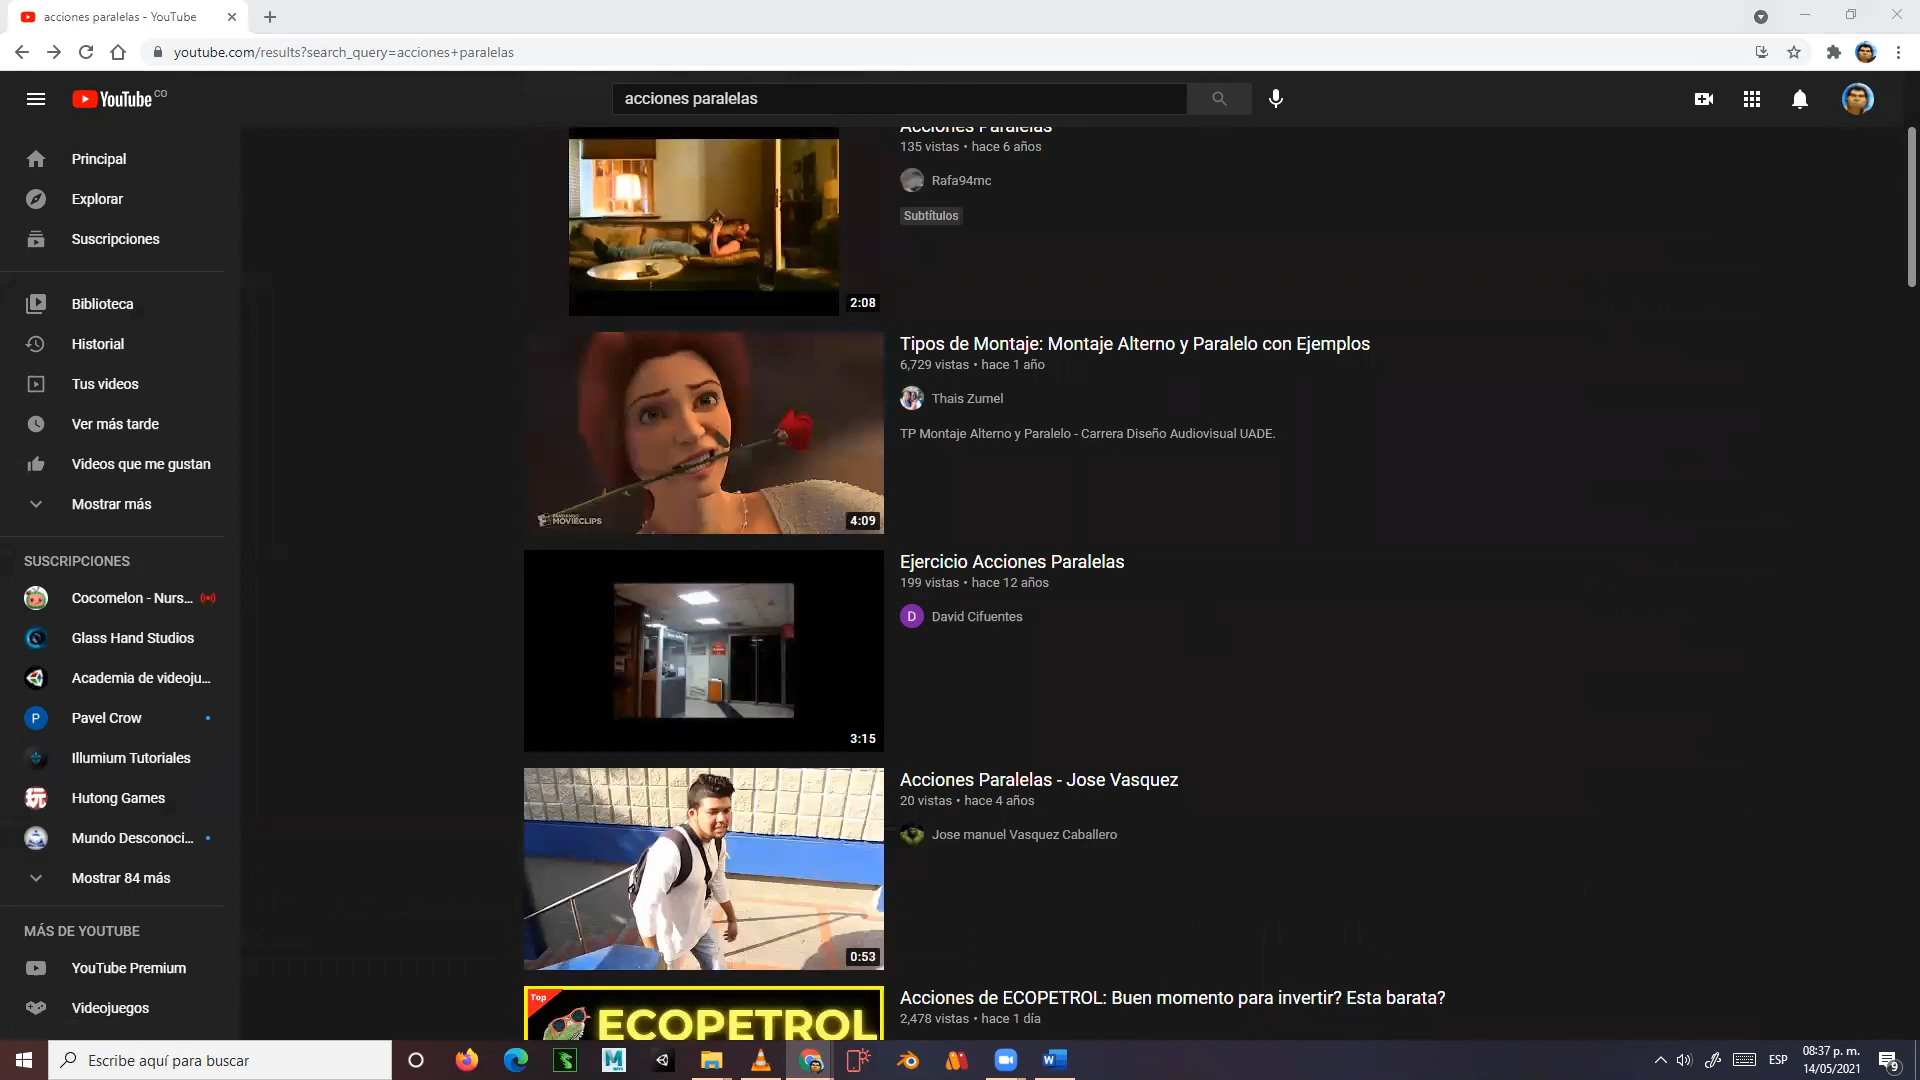 acciones paralelas - YouTube
youtube.com/results?search_query=acciones+paralelas
YouTube CO
acciones paralelas
Principal
Explorar
Suscripciones
Biblioteca
Historial
Tus videos
Ver más tarde
Videos que me gustan
Mostrar más
SUSCRIPCIONES
Cocomelon - Nurs...
Glass Hand Studios
Academia de videoju...
P Pavel Crow
Illumium Tutoriales
Hutong Games
Mundo Desconoci...
Mostrar 84 más
MÁS DE YOUTUBE
YouTube Premium
Videojuegos
Acciones Paralelas
135 vistas • hace 6 años
Rafa94mc
Subtítulos
2:08
Tipos de Montaje: Montaje Alterno y Paralelo con Ejemplos
6,729 vistas • hace 1 año
Thais Zumel
TP Montaje Alterno y Paralelo - Carrera Diseño Audiovisual UADE.
MOVIECLIPS
4:09
Ejercicio Acciones Paralelas
199 vistas • hace 12 años
D David Cifuentes
3:15
Acciones Paralelas - Jose Vasquez
20 vistas • hace 4 años
Jose manuel Vasquez Caballero
0:53
Acciones de ECOPETROL: Buen momento para invertir? Esta barata?
2,478 vistas • hace 1 día
Top
ECOPETROL
Escribe aquí para buscar
ESP
08:37 p. m.
14/05/2021
9